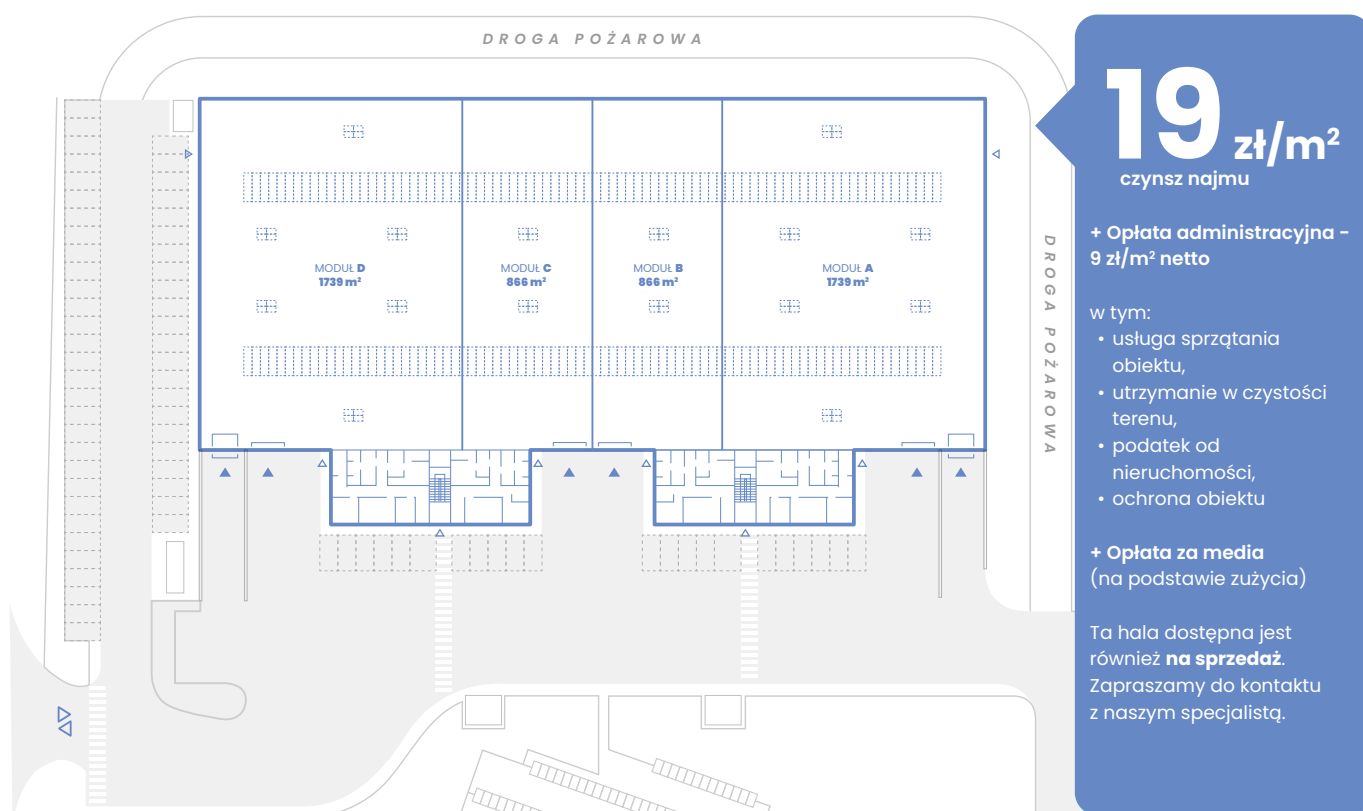 DROGA POŻAROWA
DROGA POŻAROWA
MODUŁ D
1739 m²
MODUŁ C
866 m²
MODUŁ B
866 m²
MODUŁ A
1739 m²
19 zł/m²
czynsz najmu
+ Opłata administracyjna -
9 zł/m² netto
w tym:
• usługa sprzątania
obiektu,
• utrzymanie w czystości
terenu,
• podatek od
nieruchomości,
• ochrona obiektu
+ Opłata za media
(na podstawie zużycia)
Ta hala dostępna jest
również na sprzedaż.
Zapraszamy do kontaktu
z naszym specjalistą.